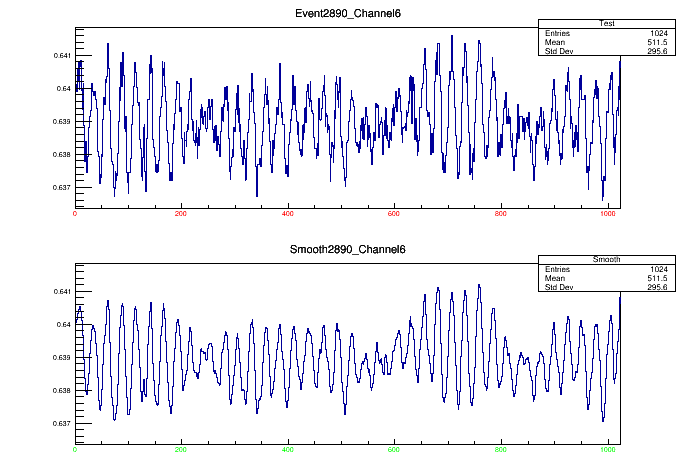 Event2890_Channel6
Test
Entries 1024
Mean 511.5
Std Dev 295.6
0.641
0.64
0.639
0.638
0.637
0 200 400 600 800 1000
Smooth2890_Channel6
Smooth
Entries 1024
Mean 511.5
Std Dev 295.6
0.641
0.64
0.639
0.638
0.637
0 200 400 600 800 1000